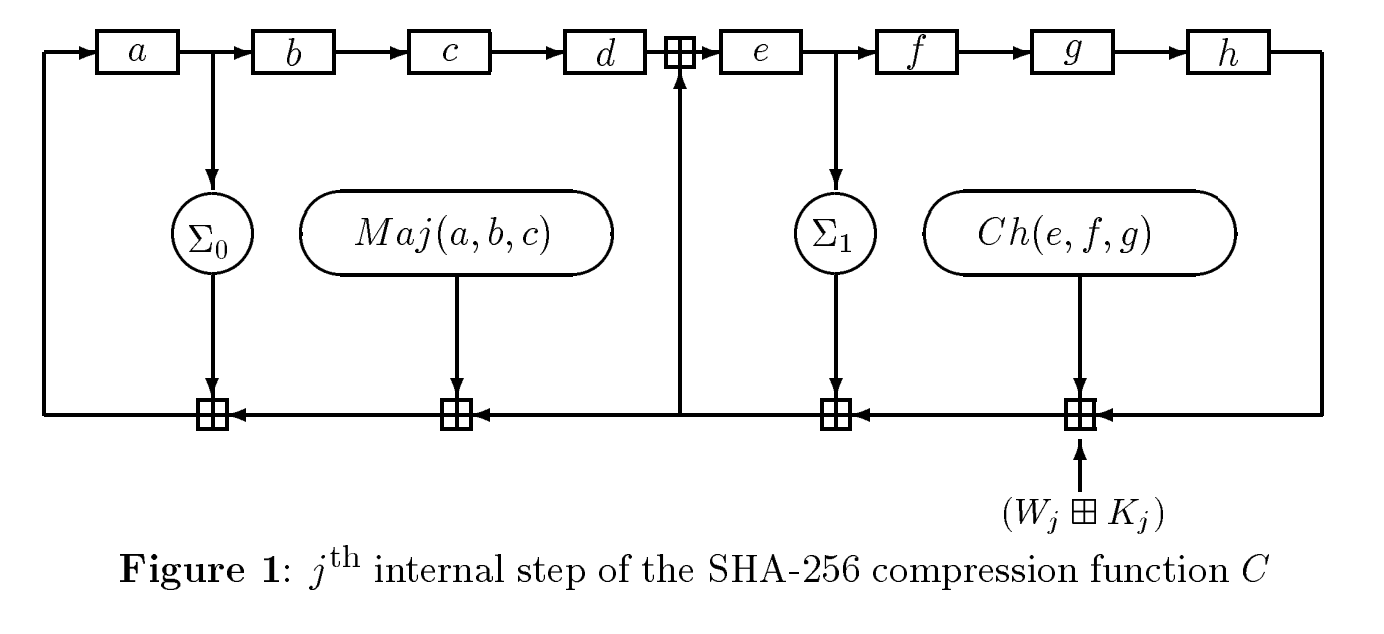 a b c d e f g h
Σ0 Maj(a, b, c) Σ1 Ch(e, f, g)
(Wj ⊞ Kj)
Figure 1: jth internal step of the SHA-256 compression function C